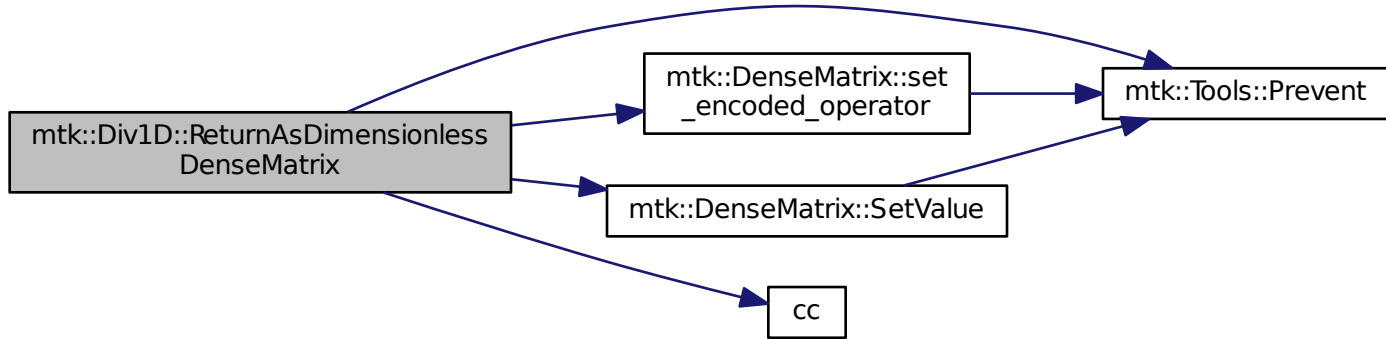 mtk::Div1D::ReturnAsDimensionless
DenseMatrix
mtk::DenseMatrix::set
_encoded_operator
mtk::Tools::Prevent
mtk::DenseMatrix::SetValue
cc